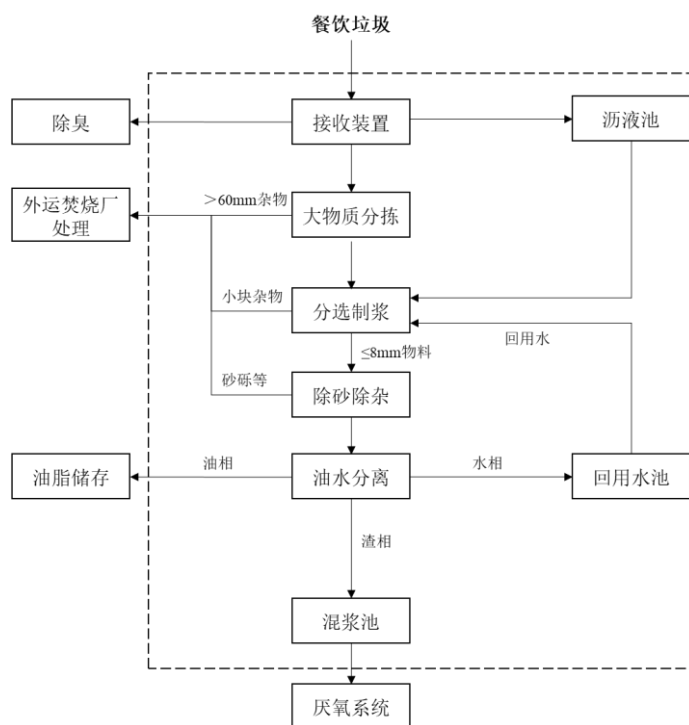 餐饮垃圾
除臭
接收装置
沥液池
外运焚烧厂
处理
＞60mm杂物
大物质分拣
小块杂物
分选制浆
≤8mm物料
回用水
砂砾等
除砂除杂
油脂储存
油相
油水分离
水相
回用水池
渣相
混浆池
厌氧系统